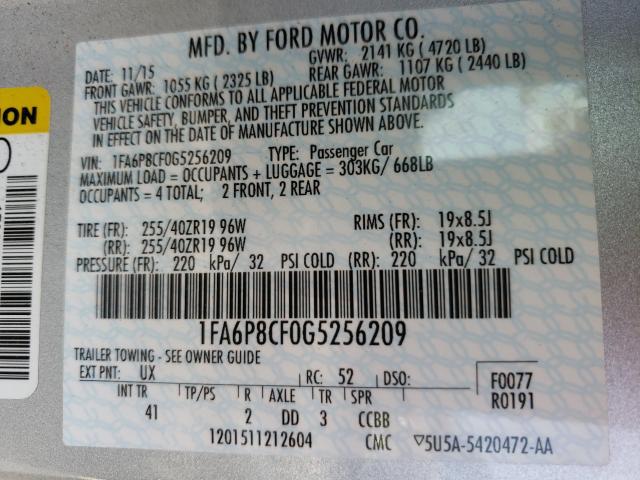 MFD. BY FORD MOTOR CO.
DATE: 11/15 GVWR: 2141 KG ( 4720 LB)
FRONT GAWR: 1055 KG ( 2325 LB) REAR GAWR: 1107 KG ( 2440 LB)
THIS VEHICLE CONFORMS TO ALL APPLICABLE FEDERAL MOTOR
VEHICLE SAFETY, BUMPER, AND THEFT PREVENTION STANDARDS
IN EFFECT ON THE DATE OF MANUFACTURE SHOWN ABOVE.
VIN: 1FA6P8CF0G5256209 TYPE: Passenger Car
MAXIMUM LOAD = OCCUPANTS + LUGGAGE = 303KG/ 668LB
OCCUPANTS = 4 TOTAL; 2 FRONT, 2 REAR
TIRE (FR): 255/40ZR19 96W RIMS (FR): 19x8.5J
(RR): 255/40ZR19 96W (RR): 19x8.5J
PRESSURE (FR): 220 kPa/ 32 PSI COLD (RR): 220 kPa/ 32 PSI COLD
1FA6P8CF0G5256209
TRAILER TOWING - SEE OWNER GUIDE
EXT PNT: UX RC: 52 DSO: F0077
R0191
INT TR TP/PS R AXLE TR SPR
41 2 DD 3 CCBB
1201511212604 CMC ▽5U5A-5420472-AA